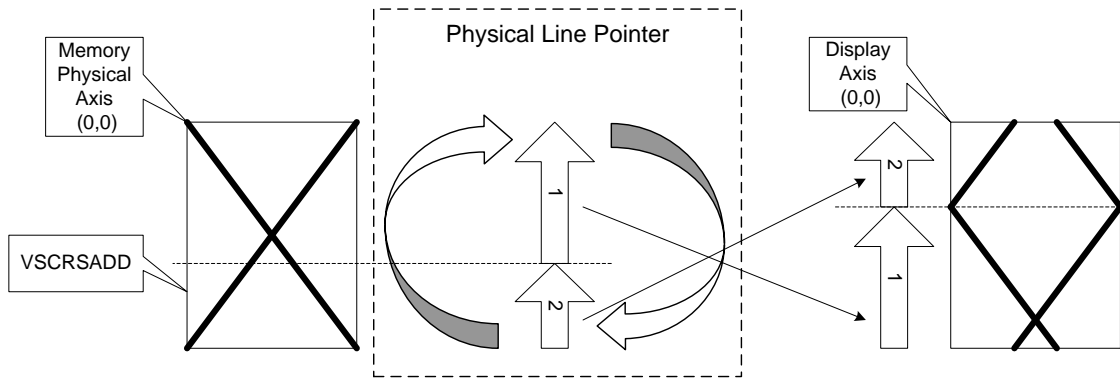 Memory
Physical
Axis
(0,0)
VSCRSADD
Physical Line Pointer
1
2
Display
Axis
(0,0)
2
1